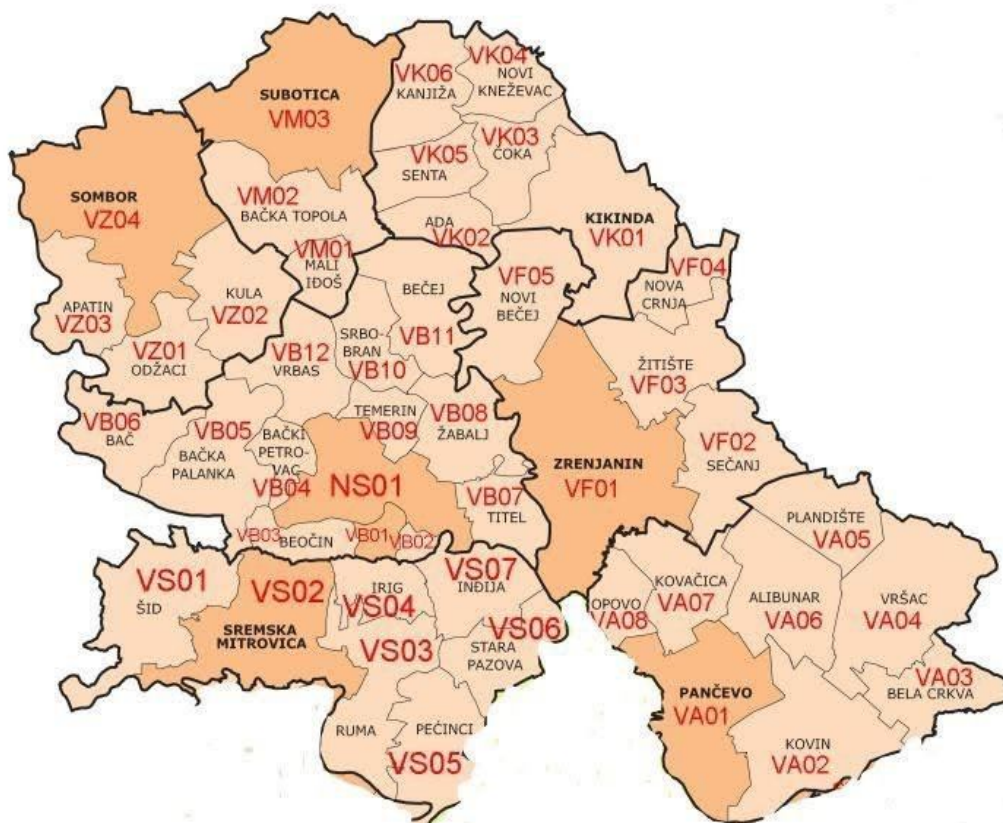 VK04
NOVI
KNEŽEVAC
VK06
KANJIŽA
SUBOTICA
VM03
VK03
ČOKA
VK05
SENTA
VM02
BAČKA TOPOLA
SOMBOR
VZ04
ADA
VK02
KIKINDA
VK01
VM01
MALI
IĐOŠ
VF05
NOVI
BEČEJ
VF04
NOVA
CRNJA
BEČEJ
VB11
KULA
VZ02
APATIN
VZ03
SRBO-
BRAN
VB10
VZ01
ODŽACI
VB12
VRBAS
ŽITIŠTE
VF03
VB06
BAČ
VB05
BAČKA
PALANKA
BAČKI
PETRO-
VAC
VB04
TEMERIN
VB09
VB08
ŽABALJ
ZRENJANIN
VF01
VF02
SEČANJ
NS01
VB07
TITEL
PLANDIŠTE
VA05
VB03
BEOČIN
VB01
VB02
VS01
ŠID
VS02
SREMSKA
MITROVICA
IRIG
VS04
VS07
INĐIJA
VS03
VS06
STARA
PAZOVA
OPOVO
VA08
KOVAČICA
VA07
ALIBUNAR
VA06
VRŠAC
VA04
VA03
BELA CRKVA
PANČEVO
VA01
RUMA
PEĆINCI
VS05
KOVIN
VA02